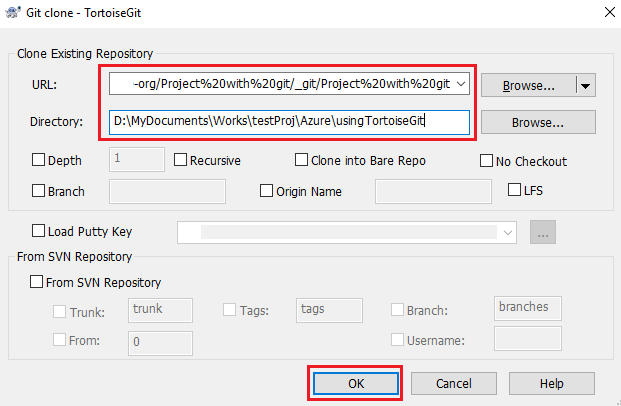 Git clone - TortoiseGit
Clone Existing Repository
URL: -org/Project%20with%20git/_git/Project%20with%20git Browse...
Directory: D:\MyDocuments\Works\testProj\Azure\usingTortoiseGit Browse...
Depth 1 Recursive Clone into Bare Repo No Checkout
Branch Origin Name LFS
Load Putty Key ...
From SVN Repository
From SVN Repository
Trunk: trunk Tags: tags Branch: branches
From: 0 Username:
OK Cancel Help